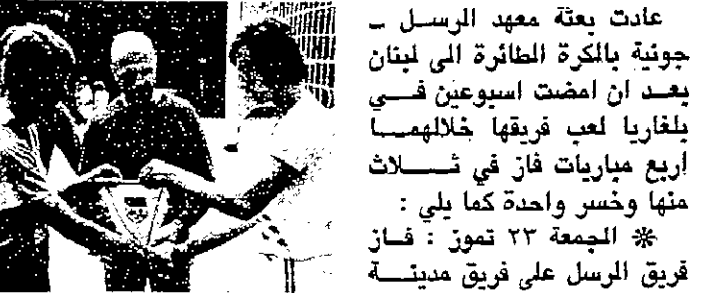 عادت بعثة معهد الرسل ـ
جونية بالكرة الطائرة الى لبنان
بعد ان امضت اسبوعين في
بلغاريا لعب فريقها خلالهما
اربع مباريات فاز في ثلاث
منها وخسر واحدة كما يلي :
* الجمعة ٢٣ تموز : فاز
فريق الرسل على فريق مدينة